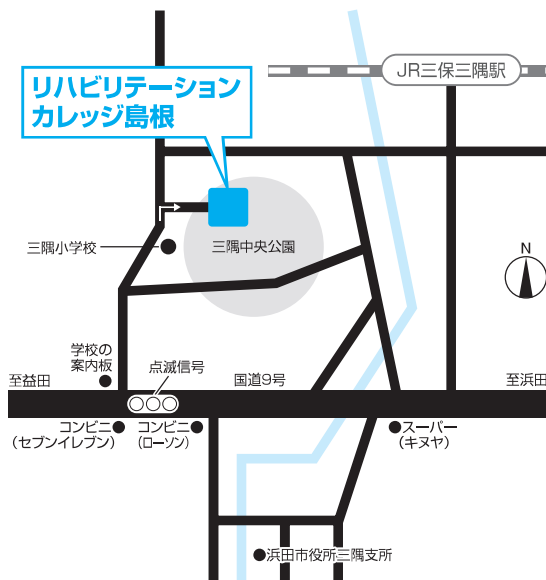 JR三保三隅駅
リハビリテーション
カレッジ島根
三隅小学校
三隅中央公園
N
学校の
案内板
点滅信号
至益田
国道9号
至浜田
コンビニ
(セブンイレブン)
コンビニ
(ローソン)
スーパー
(キヌヤ)
浜田市役所三隅支所